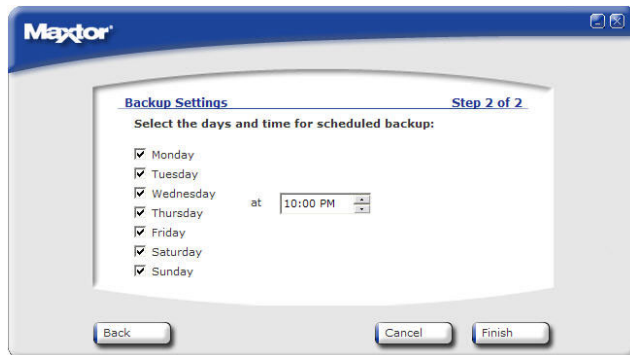 Maxtor
Backup Settings Step 2 of 2
Select the days and time for scheduled backup:
Monday
Tuesday
Wednesday
at 10:00 PM
Thursday
Friday
Saturday
Sunday
Back Cancel Finish